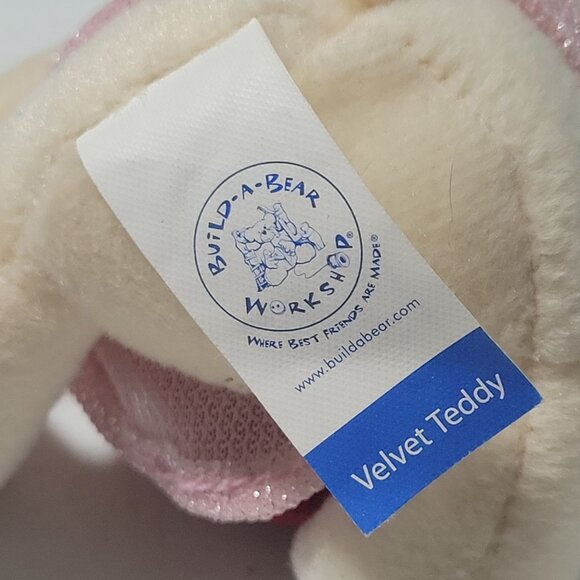 BUILD-A-BEAR
WORKSHOP®
WHERE BEST FRIENDS ARE MADE®
www.buildabear.com
Velvet Teddy